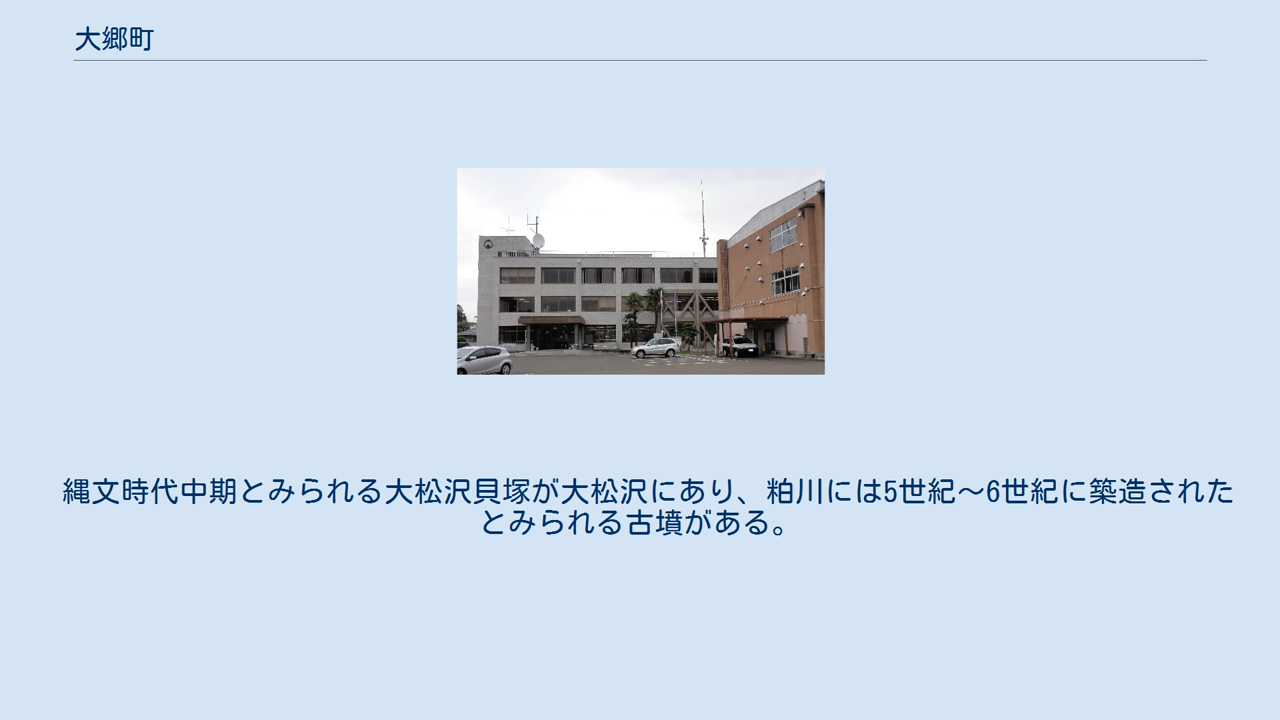 大郷町
縄文時代中期とみられる大松沢貝塚が大松沢にあり、粕川には5世紀〜6世紀に築造された
とみられる古墳がある。